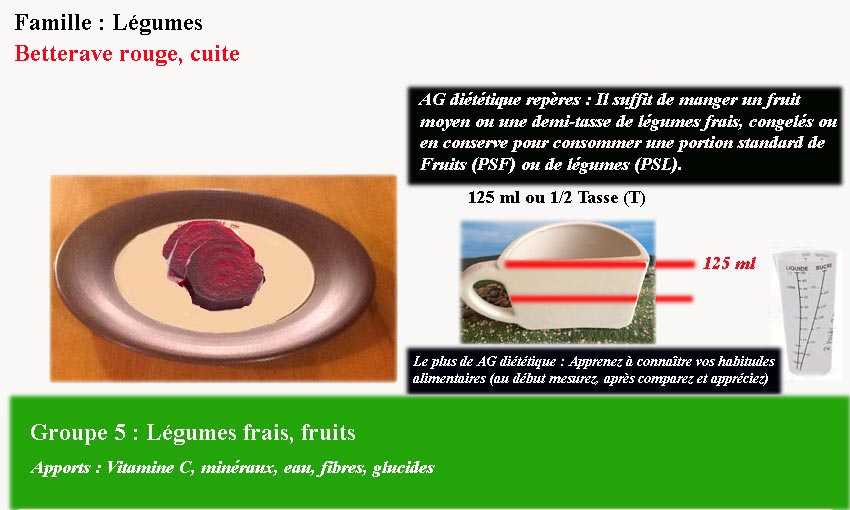 Famille : Légumes
Betterave rouge, cuite
AG diététique repères : Il suffit de manger un fruit
moyen ou une demi-tasse de légumes frais, congelés ou
en conserve pour consommer une portion standard de
Fruits (PSF) ou de légumes (PSL).
125 ml ou 1/2 Tasse (T)
125 ml
LIQUIDE SUCRE
Le plus de AG diététique : Apprenez à connaître vos habitudes
alimentaires (au début mesurez, après comparez et appréciez)
Groupe 5 : Légumes frais, fruits
Apports : Vitamine C, minéraux, eau, fibres, glucides